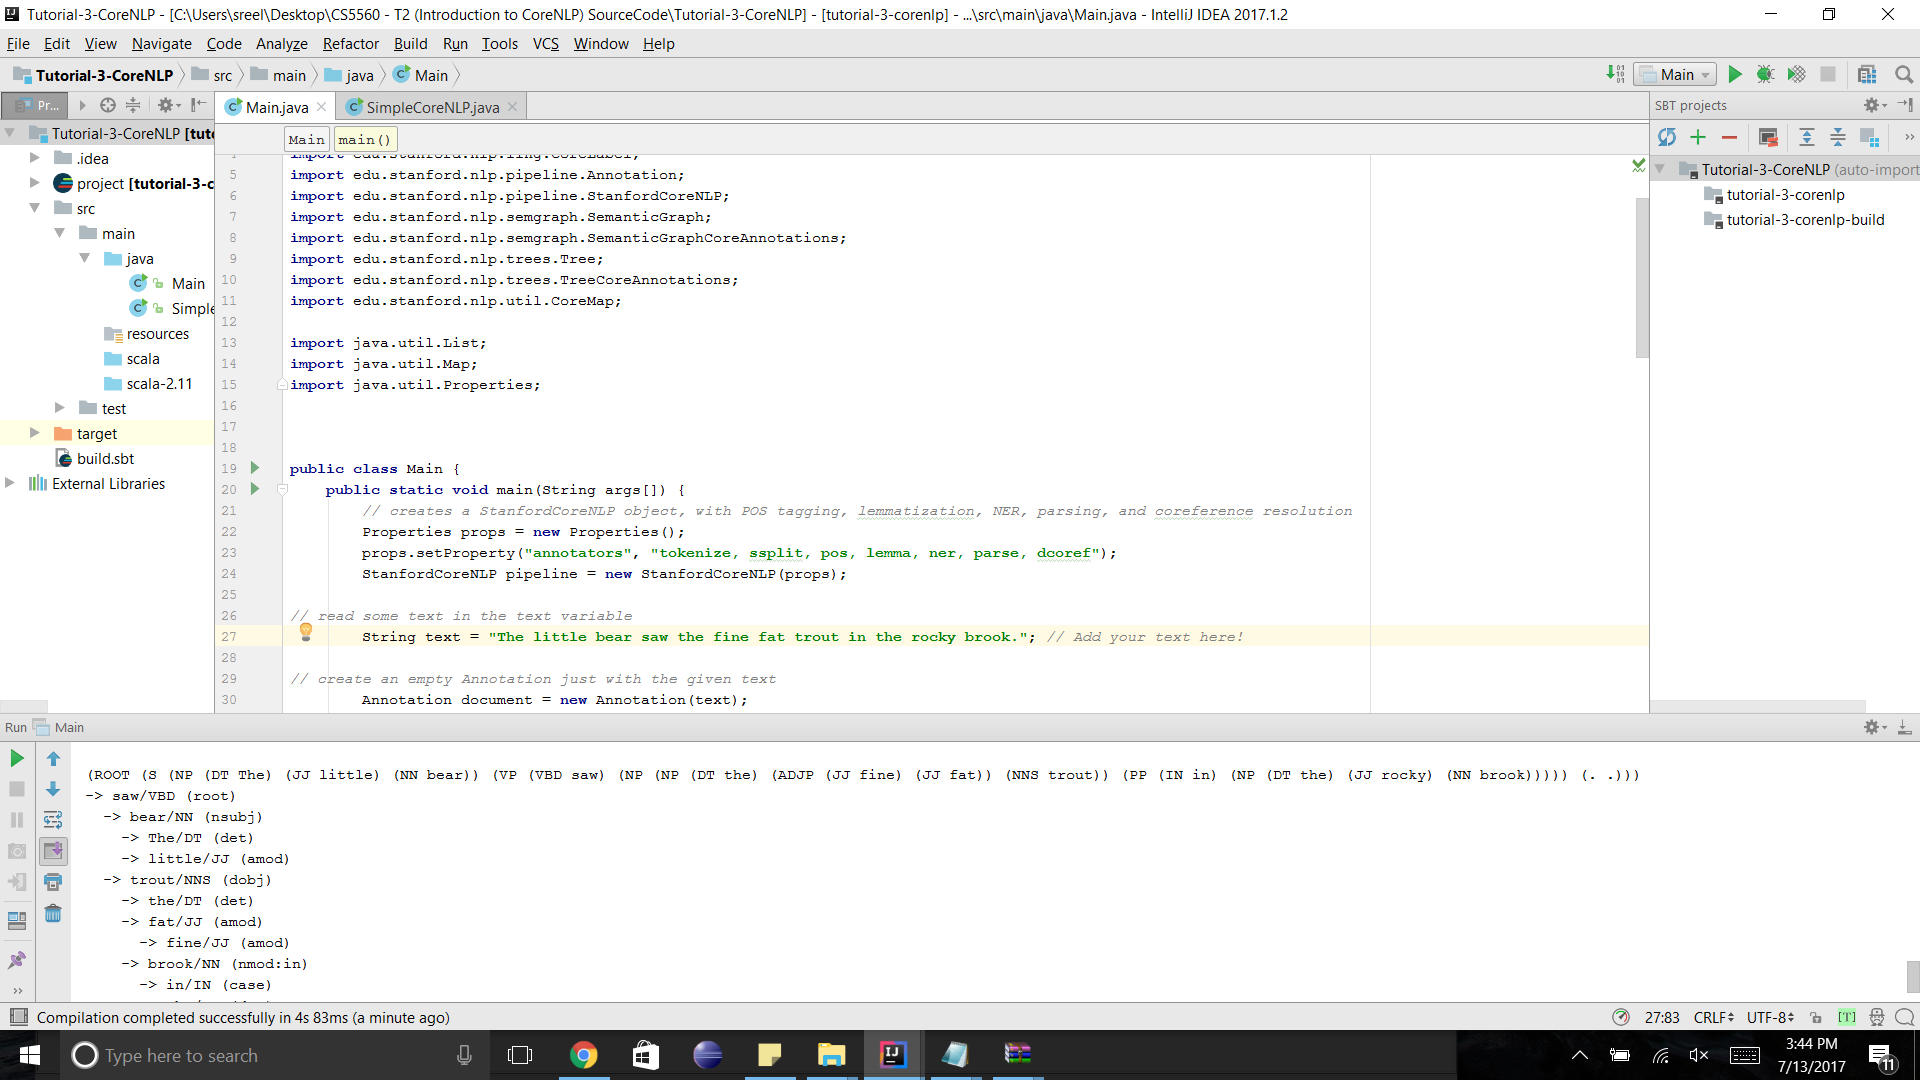 Tutorial-3-CoreNLP - [C:\Users\sreel\Desktop\CS5560 - T2 (Introduction to CoreNLP) SourceCode\Tutorial-3-CoreNLP] - [tutorial-3-corenlp] - ...\src\main\java\Main.java - IntelliJ IDEA 2017.1.2
File Edit View Navigate Code Analyze Refactor Build Run Tools VCS Window Help
Tutorial-3-CoreNLP src main java Main
Main
Pr...
Main.java
SimpleCoreNLP.java
SBT projects
Main main()
Tutorial-3-CoreNLP [tut
.idea
project [tutorial-3-c
src
main
java
Main
Simple
resources
scala
scala-2.11
test
target
build.sbt
External Libraries
import edu.stanford.nlp.ling.CoreLabel;
5 import edu.stanford.nlp.pipeline.Annotation;
6 import edu.stanford.nlp.pipeline.StanfordCoreNLP;
7 import edu.stanford.nlp.semgraph.SemanticGraph;
8 import edu.stanford.nlp.semgraph.SemanticGraphCoreAnnotations;
9 import edu.stanford.nlp.trees.Tree;
10 import edu.stanford.nlp.trees.TreeCoreAnnotations;
11 import edu.stanford.nlp.util.CoreMap;
12
13 import java.util.List;
14 import java.util.Map;
15 import java.util.Properties;
16
17
18
19 public class Main {
20 public static void main(String args[]) {
21 // creates a StanfordCoreNLP object, with POS tagging, lemmatization, NER, parsing, and coreference resolution
22 Properties props = new Properties();
23 props.setProperty("annotators", "tokenize, ssplit, pos, lemma, ner, parse, dcoref");
24 StanfordCoreNLP pipeline = new StanfordCoreNLP(props);
25
26 // read some text in the text variable
27 String text = "The little bear saw the fine fat trout in the rocky brook."; // Add your text here!
28
29 // create an empty Annotation just with the given text
30 Annotation document = new Annotation(text);
Tutorial-3-CoreNLP (auto-import
tutorial-3-corenlp
tutorial-3-corenlp-build
Run Main
(ROOT (S (NP (DT The) (JJ little) (NN bear)) (VP (VBD saw) (NP (NP (DT the) (ADJP (JJ fine) (JJ fat)) (NNS trout)) (PP (IN in) (NP (DT the) (JJ rocky) (NN brook))))) (. .)))
-> saw/VBD (root)
-> bear/NN (nsubj)
-> The/DT (det)
-> little/JJ (amod)
-> trout/NNS (dobj)
-> the/DT (det)
-> fat/JJ (amod)
-> fine/JJ (amod)
-> brook/NN (nmod:in)
-> in/IN (case)
Compilation completed successfully in 4s 83ms (a minute ago)
27:83 CRLF UTF-8 [T]
Type here to search
3:44 PM
7/13/2017
11